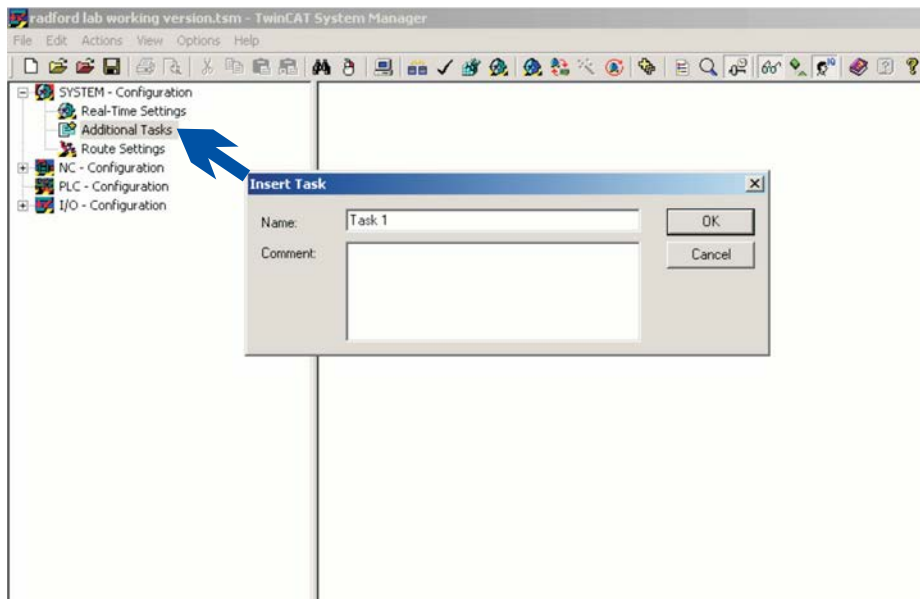 radford lab working version.tsm - TwinCAT System Manager
File Edit Actions View Options Help
SYSTEM - Configuration
Real-Time Settings
Additional Tasks
Route Settings
NC - Configuration
PLC - Configuration
I/O - Configuration
Insert Task
Name:
Task 1
OK
Comment:
Cancel